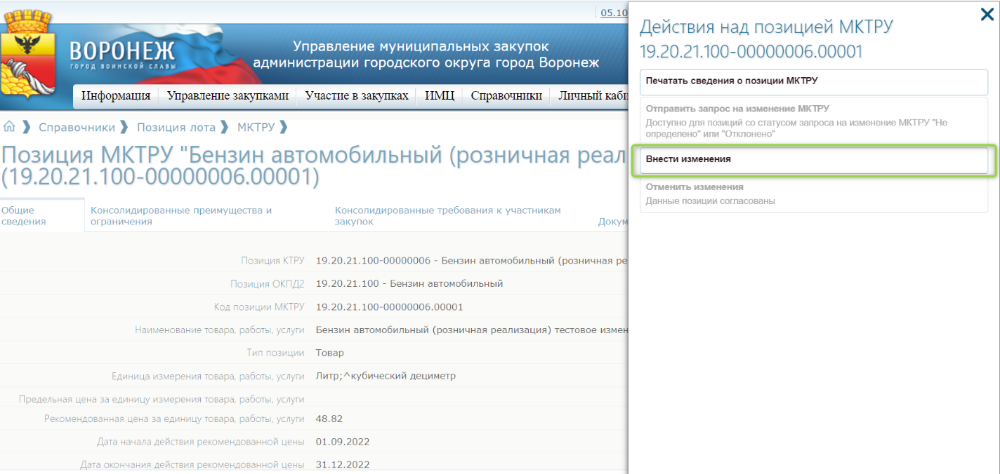 05.10
ВОРОНЕЖ
ГОРОД ВОИНСКОЙ СЛАВЫ
Управление муниципальных закупок
администрации городского округа город Воронеж
Информация
Управление закупками
Участие в закупках
ИМЦ
Справочники
Личный каби
Справочники
Позиция лота
МКТРУ
Позиция МКТРУ "Бензин автомобильный (розничная реал
(19.20.21.100-00000006.00001)
Общие
сведения
Консолидированные преимущества и
ограничения
Консолидированные требования к участникам
закупок
Докум
Позиция КТРУ 19.20.21.100-00000006 - Бензин автомобильный (розничная ре
Позиция ОКПД2 19.20.21.100 - Бензин автомобильный
Код позиции МКТРУ 19.20.21.100-00000006.00001
Наименование товара, работы, услуги Бензин автомобильный (розничная реализация) тестовое измен
Тип позиции Товар
Единица измерения товара, работы, услуги Литр;^кубический дециметр
Предельная цена за единицу измерения товара, работы, услуги
Рекомендованная цена за единицу товара, работы, услуги 48.82
Дата начала действия рекомендованной цены 01.09.2022
Дата окончания действия рекомендованной цены 31.12.2022
Действия над позицией МКТРУ
19.20.21.100-00000006.00001
Печатать сведения о позиции МКТРУ
Отправить запрос на изменение МКТРУ
Доступно для позиций со статусом запроса на изменение МКТРУ "Не
определено" или "Отклонено"
Внести изменения
Отменить изменения
Данные позиции согласованы